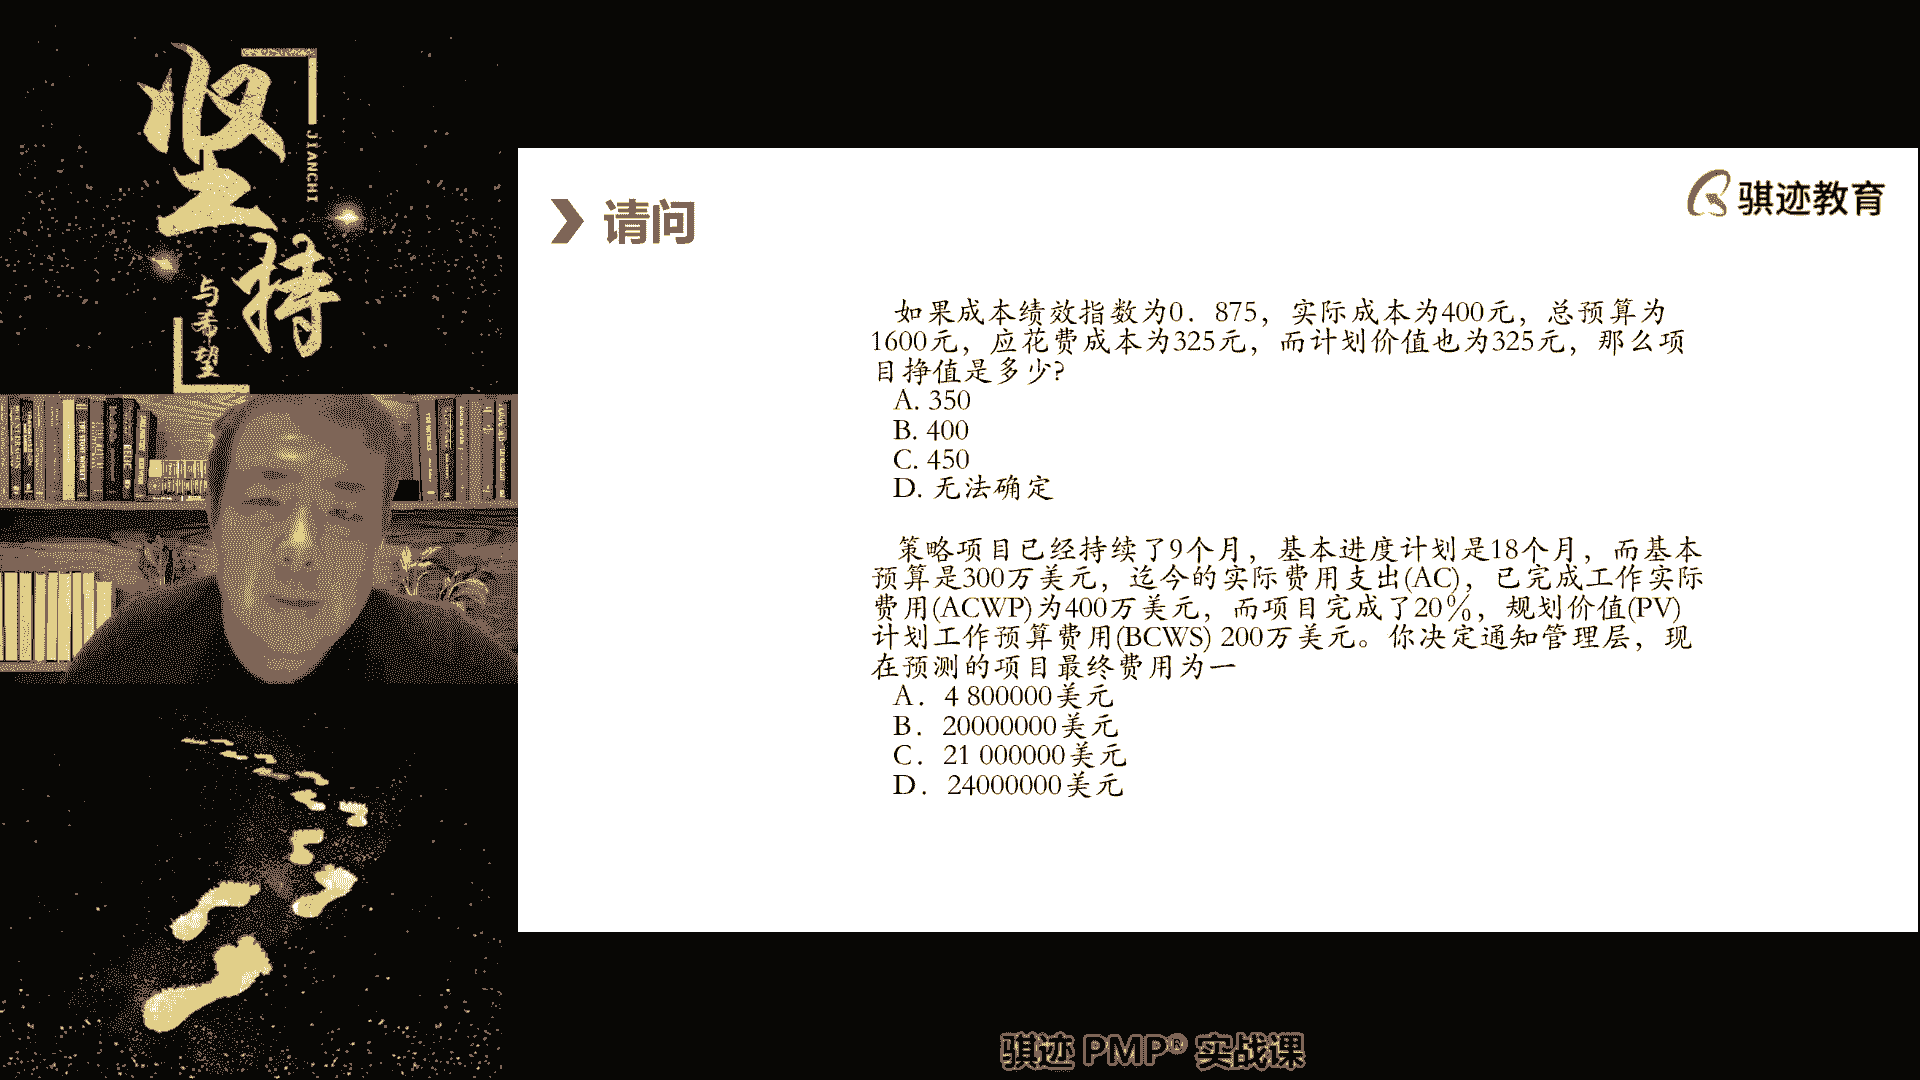 坚
持
JIANCHI
与
希
望
请问
骐迹教育
如果成本绩效指数为0．875，实际成本为400元，总预算为
1600元，应花费成本为325元，而计划价值也为325元，那么项
目挣值是多少？
A. 350
B. 400
C. 450
D. 无法确定
策略项目已经持续了9个月，基本进度计划是18个月，而基本
预算是300万美元，迄今的实际费用支出(AC)，已完成工作实际
费用(ACWP)为400万美元，而项目完成了20％，规划价值(PV)
计划工作预算费用(BCWS) 200万美元。你决定通知管理层，现
在预测的项目最终费用为一
A．4 800000美元
B．20000000美元
C．21 000000美元
D．24000000美元
骐迹 PMP® 实战课